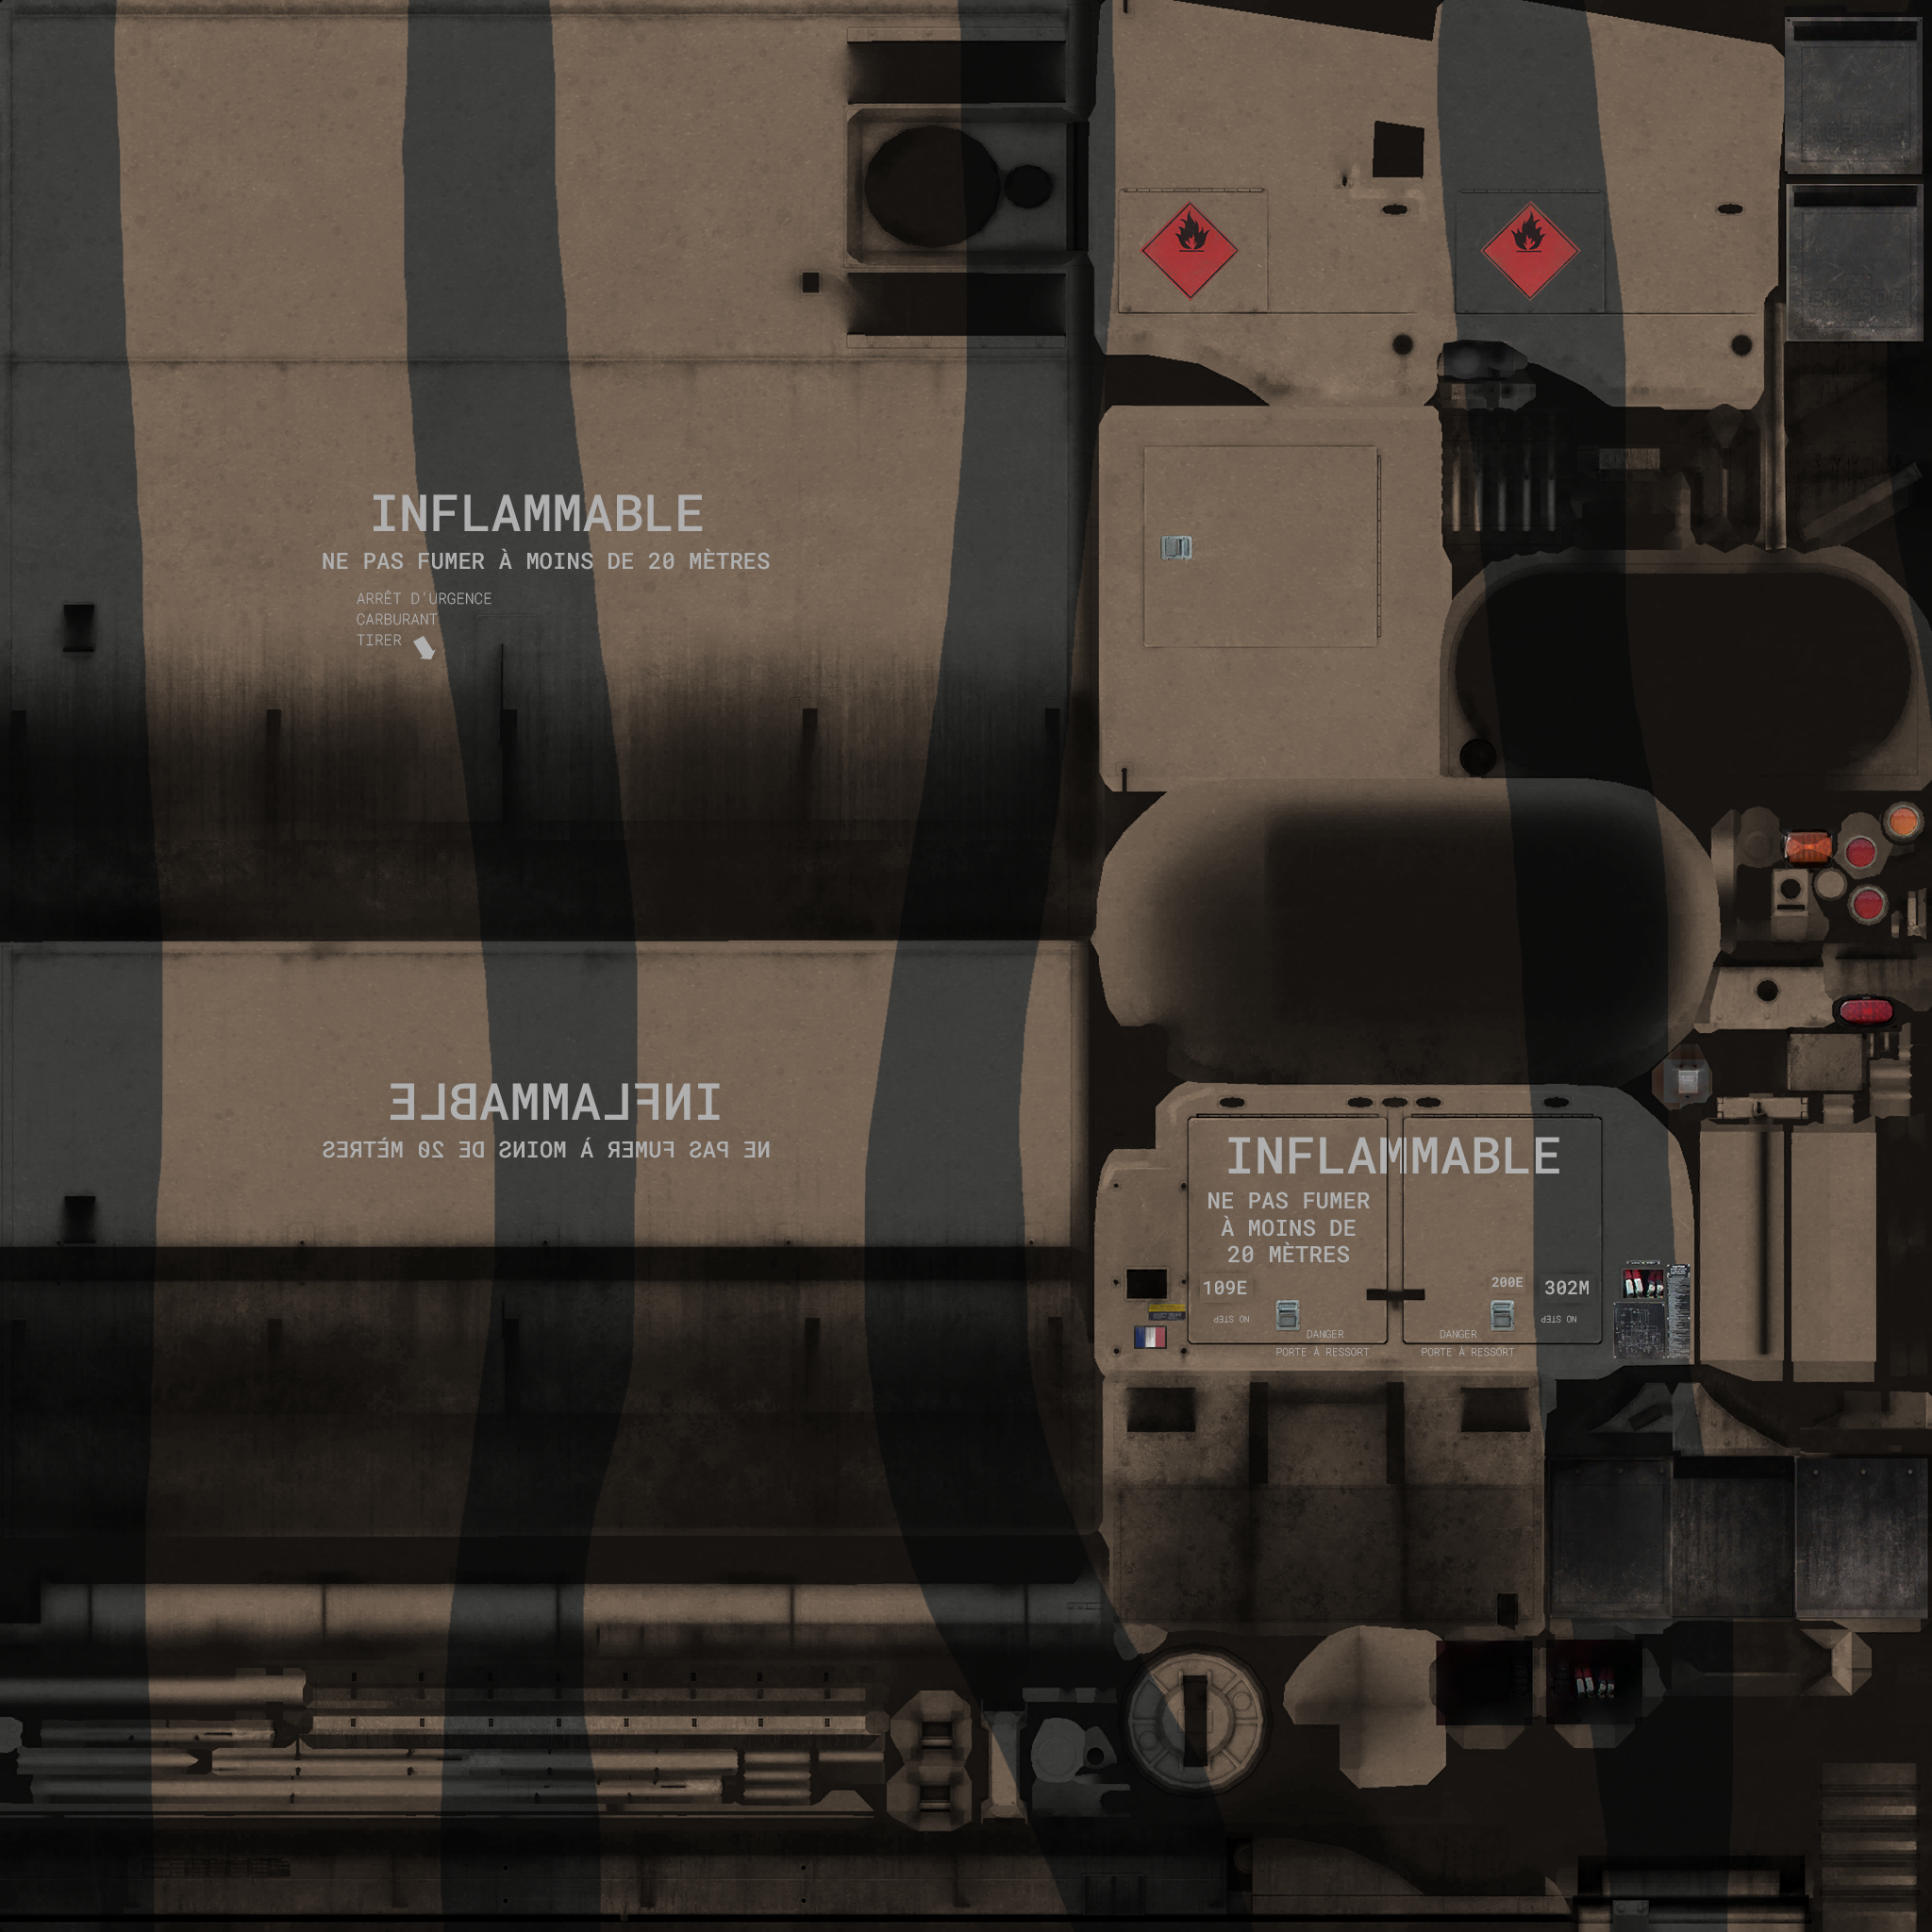 INFLAMMABLE
NE PAS FUMER À MOINS DE 20 MÈTRES
ARRÊT D'URGENCE
CARBURANT
TIRER
INFLAMMABLE
NE PAS FUMER À MOINS DE 20 MÈTRES
INFLAMMABLE
NE PAS FUMER
À MOINS DE
20 MÈTRES
109E
200E
302M
NO STEP
NO STEP
DANGER
PORTE À RESSORT
DANGER
PORTE À RESSORT